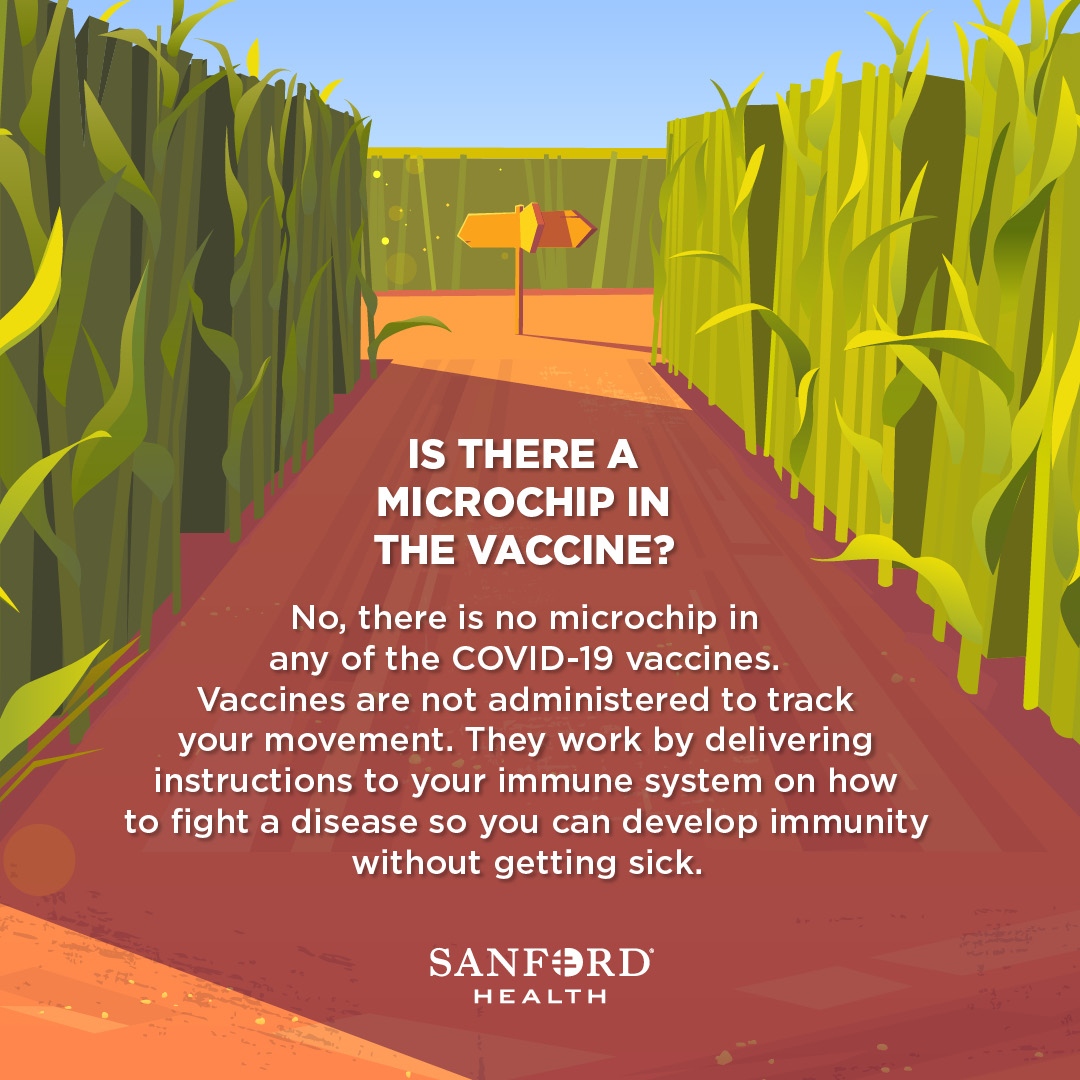 IS THERE A
MICROCHIP IN
THE VACCINE?
No, there is no microchip in
any of the COVID-19 vaccines.
Vaccines are not administered to track
your movement. They work by delivering
instructions to your immune system on how
to fight a disease so you can develop immunity
without getting sick.
SANFORD®
HEALTH